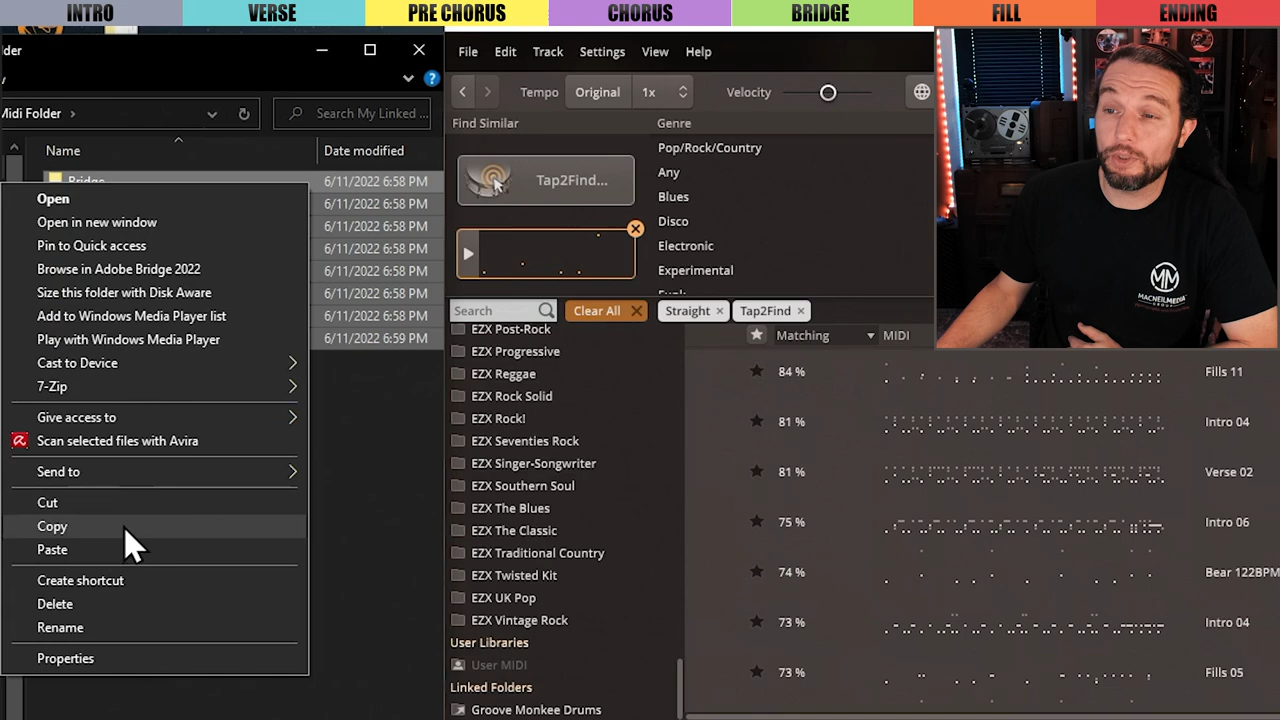 INTRO VERSE PRE CHORUS CHORUS BRIDGE FILL ENDING
lder
Midi Folder
Search My Linked ...
Name
Date modified
Bridge
6/11/2022 6:58 PM
6/11/2022 6:58 PM
6/11/2022 6:58 PM
6/11/2022 6:58 PM
6/11/2022 6:58 PM
6/11/2022 6:58 PM
6/11/2022 6:58 PM
6/11/2022 6:59 PM
Open
Open in new window
Pin to Quick access
Browse in Adobe Bridge 2022
Size this folder with Disk Aware
Add to Windows Media Player list
Play with Windows Media Player
Cast to Device
7-Zip
Give access to
Scan selected files with Avira
Send to
Cut
Copy
Paste
Create shortcut
Delete
Rename
Properties
File Edit Track Settings View Help
Tempo Original 1x Velocity
Find Similar
Tap2Find...
Genre
Pop/Rock/Country
Any
Blues
Disco
Electronic
Experimental
Search
Clear All
Straight
Tap2Find
EZX Post-Rock
EZX Progressive
EZX Reggae
EZX Rock Solid
EZX Rock!
EZX Seventies Rock
EZX Singer-Songwriter
EZX Southern Soul
EZX The Blues
EZX The Classic
EZX Traditional Country
EZX Twisted Kit
EZX UK Pop
EZX Vintage Rock
User Libraries
User MIDI
Linked Folders
Groove Monkee Drums
Matching MIDI
84 % Fills 11
81 % Intro 04
81 % Verse 02
75 % Intro 06
74 % Bear 122BPM
73 % Intro 04
73 % Fills 05
MACNEILMEDIA
GROUP